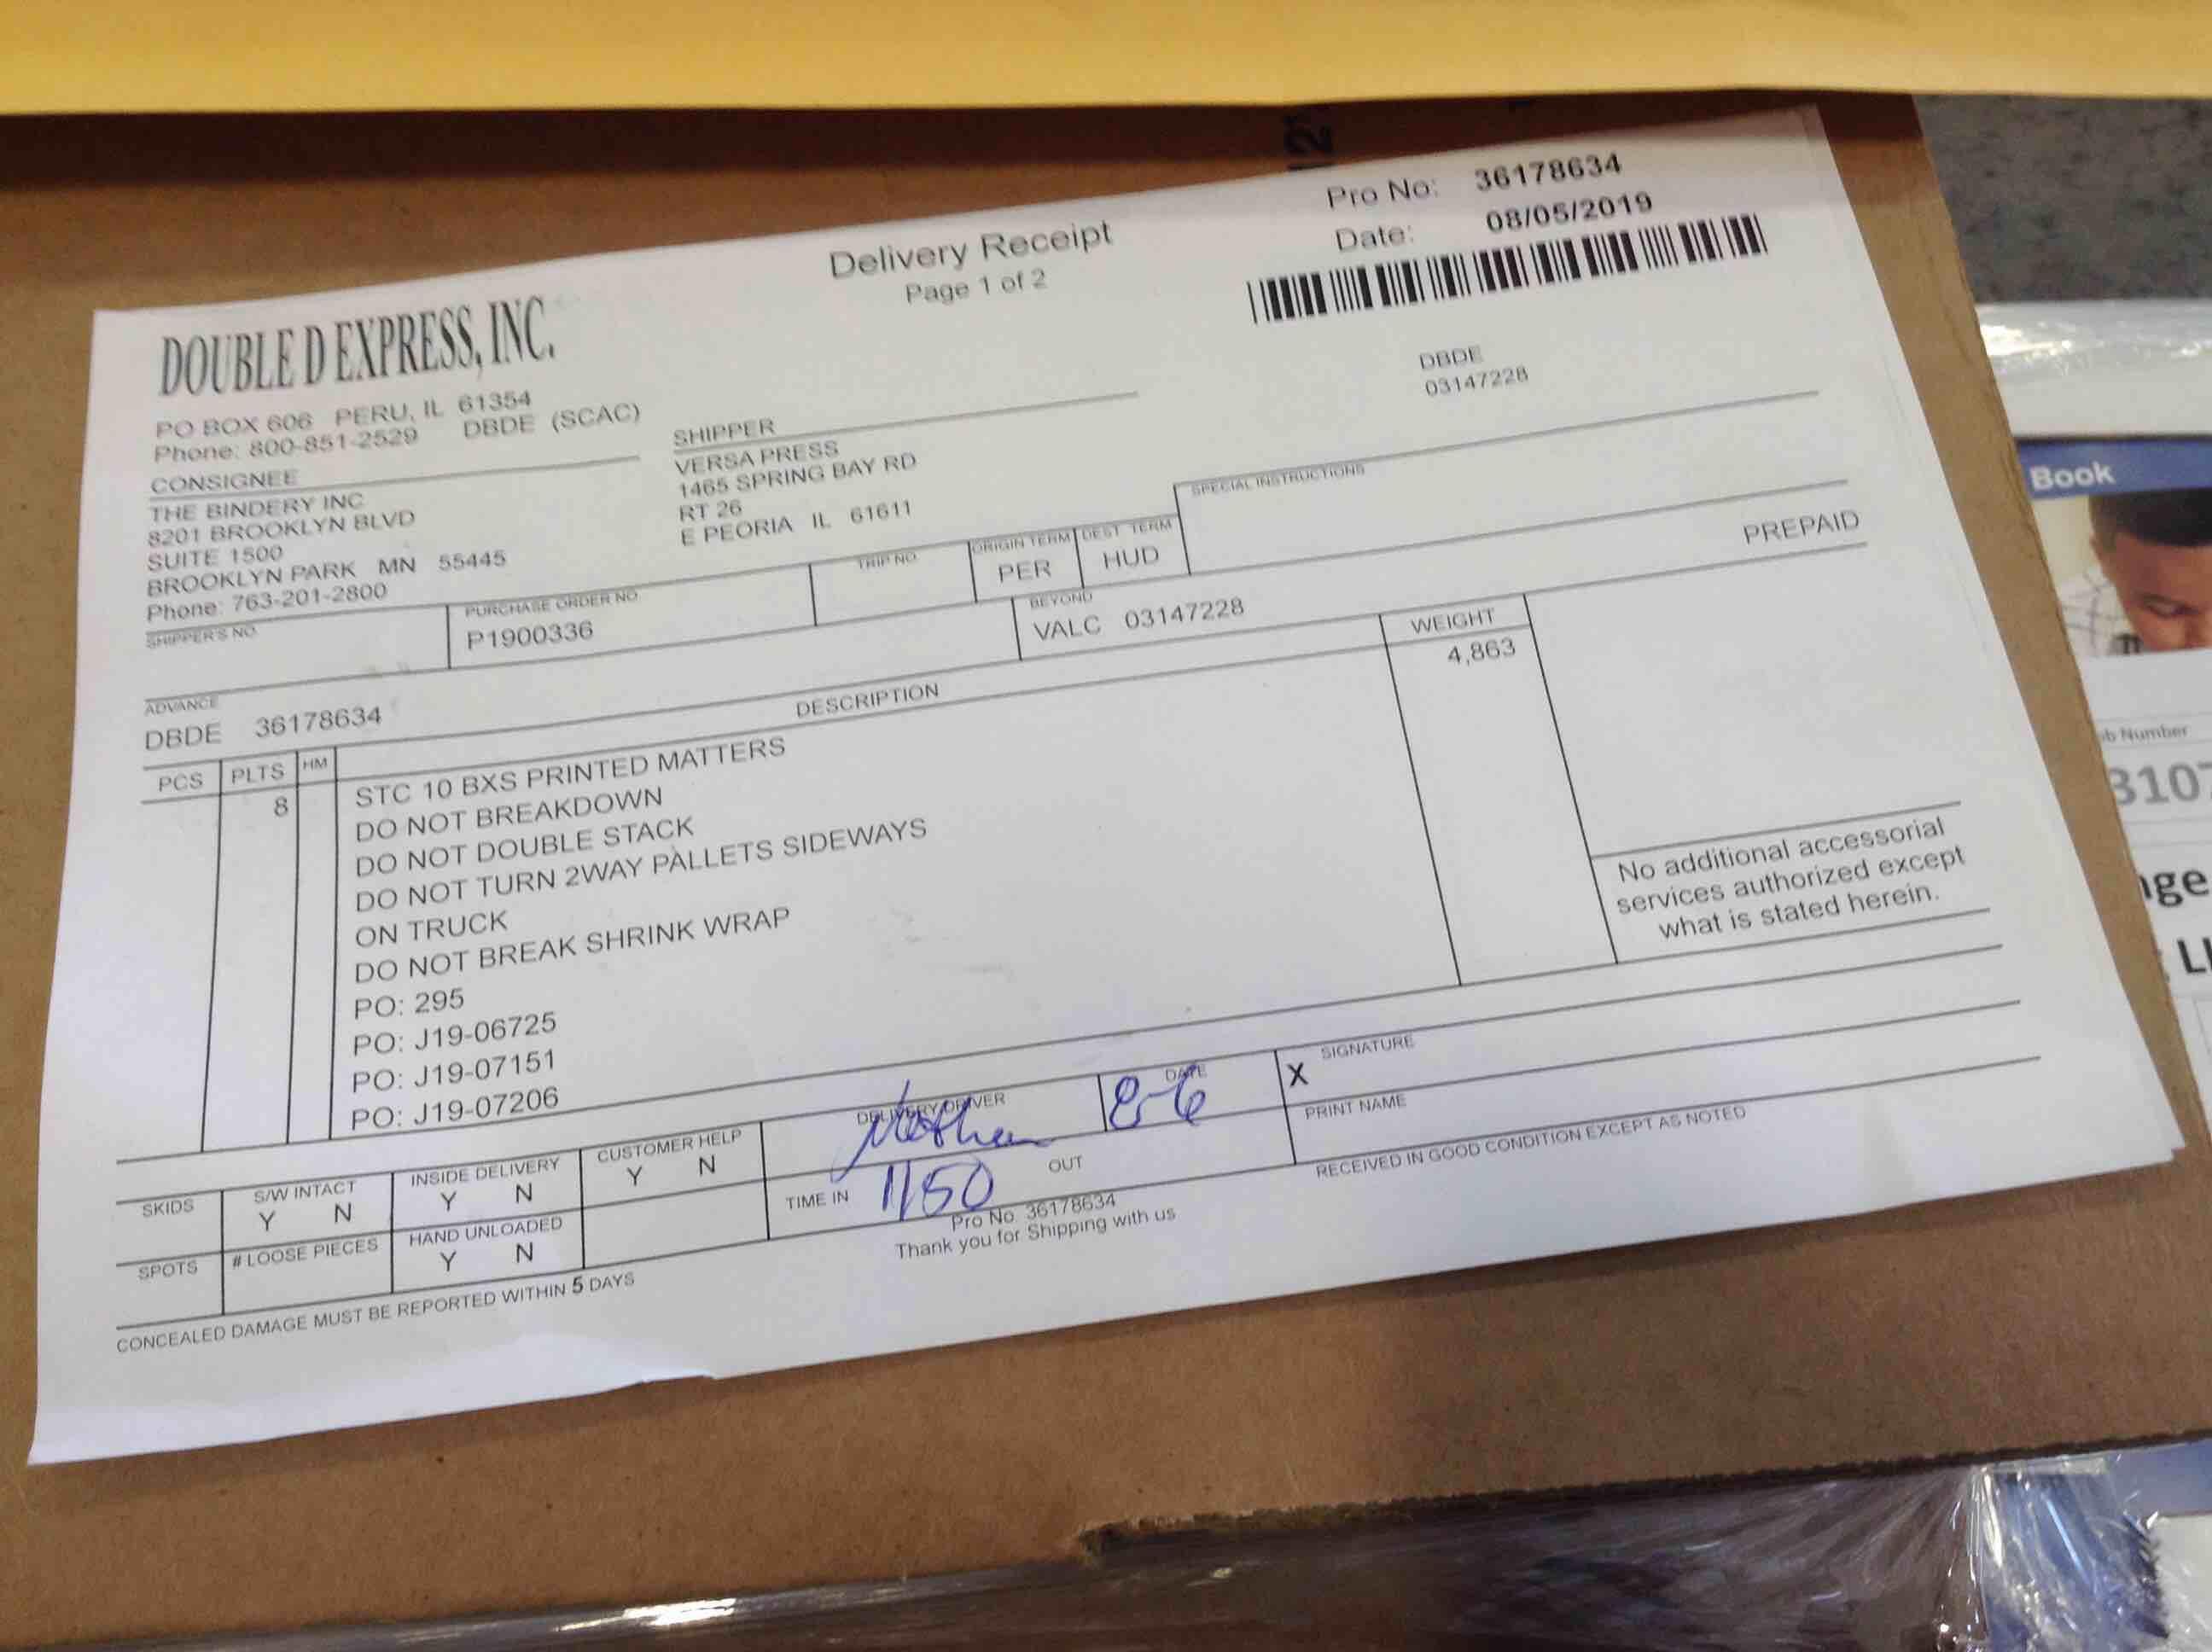 Delivery Receipt
Page 1 of 2
Pro No: 36178634
Date: 08/05/2019
DOUBLE D EXPRESS, INC.
PO BOX 606 PERU, IL 61354
Phone: 800-851-2529 DBDE (SCAC)
DBDE
03147228
CONSIGNEE
THE BINDERY INC
8201 BROOKLYN BLVD
SUITE 1500
BROOKLYN PARK MN 55445
Phone: 763-201-2800
SHIPPER
VERSA PRESS
1465 SPRING BAY RD
RT 26
E PEORIA IL 61611
SPECIAL INSTRUCTIONS
SHIPPER'S NO.
PURCHASE ORDER NO.
P1900336
TRIP NO.
ORIGIN TERM
PER
DEST TERM
HUD
PREPAID
ADVANCE
DBDE 36178634
BEYOND
VALC 03147228
PCS PLTS HM DESCRIPTION WEIGHT
8 STC 10 BXS PRINTED MATTERS 4,863
DO NOT BREAKDOWN
DO NOT DOUBLE STACK
DO NOT TURN 2WAY PALLETS SIDEWAYS
ON TRUCK
DO NOT BREAK SHRINK WRAP
PO: 295
PO: J19-06725
PO: J19-07151
PO: J19-07206
No additional accessorial
services authorized except
what is stated herein.
SKIDS
S/W INTACT
Y N
INSIDE DELIVERY
Y N
CUSTOMER HELP
Y N
DELIVERY DRIVER
Nathan
DATE
8-6
X SIGNATURE
PRINT NAME
SPOTS
# LOOSE PIECES
HAND UNLOADED
Y N
TIME IN 1150
OUT
RECEIVED IN GOOD CONDITION EXCEPT AS NOTED
CONCEALED DAMAGE MUST BE REPORTED WITHIN 5 DAYS
Pro No. 36178634
Thank you for Shipping with us
Book
Number
310